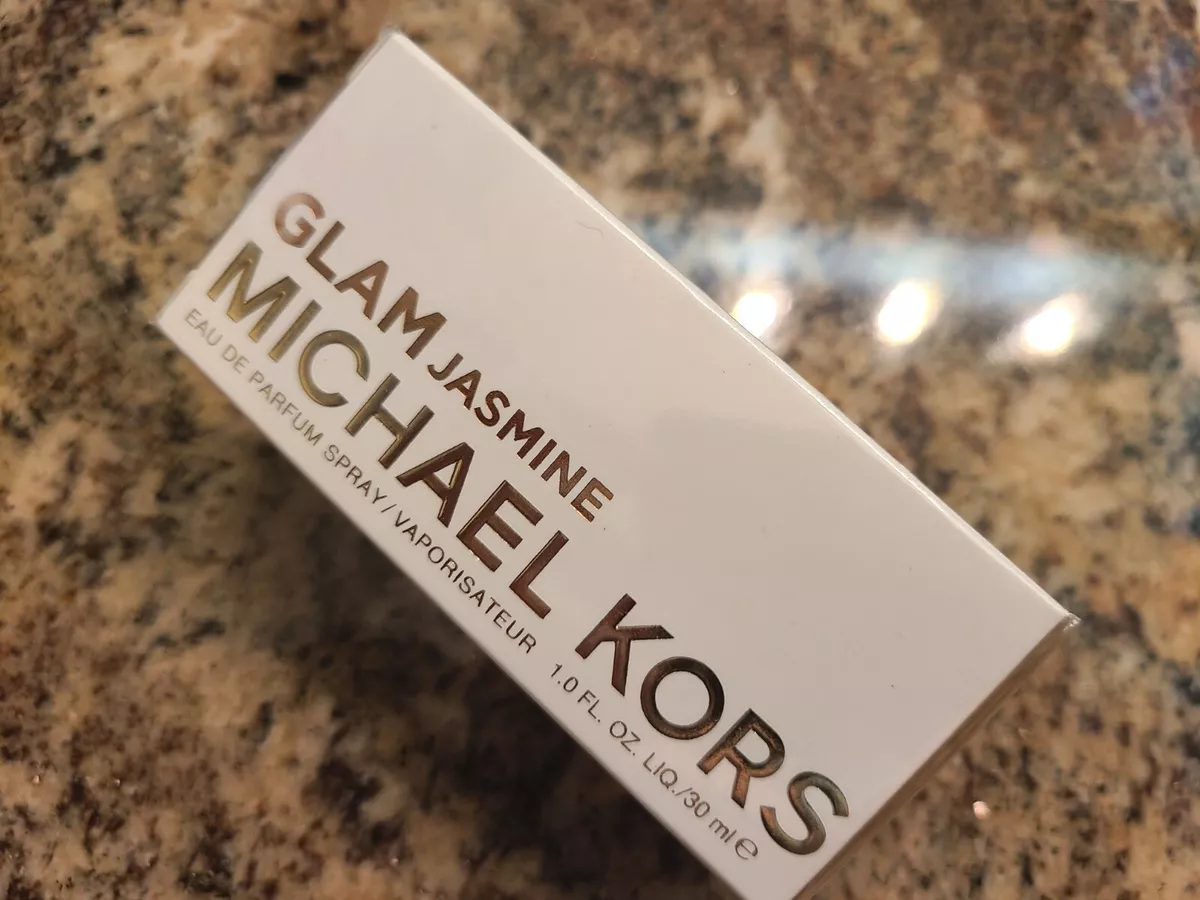 GLAM JASMINE
MICHAEL KORS
EAU DE PARFUM SPRAY / VAPORISATEUR 1.0 FL. OZ. LIQ./30 ml ℮